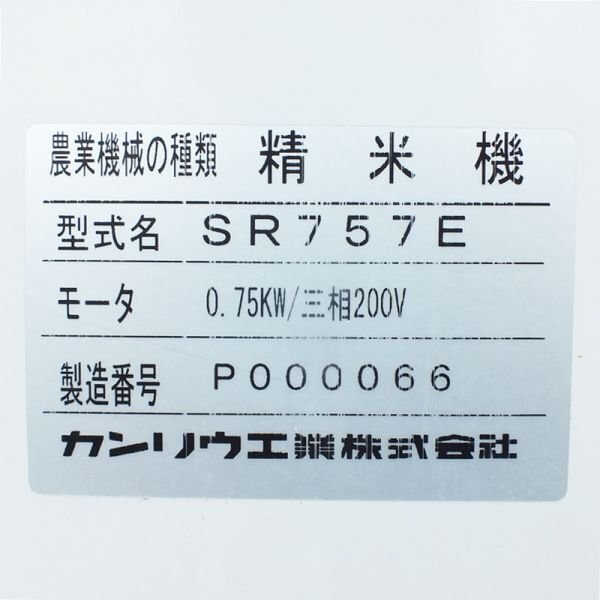 農業機械の種類 精米機
型式名 SR757E
モータ 0.75KW/三相200V
製造番号 P000066
カンリウ工業株式会社